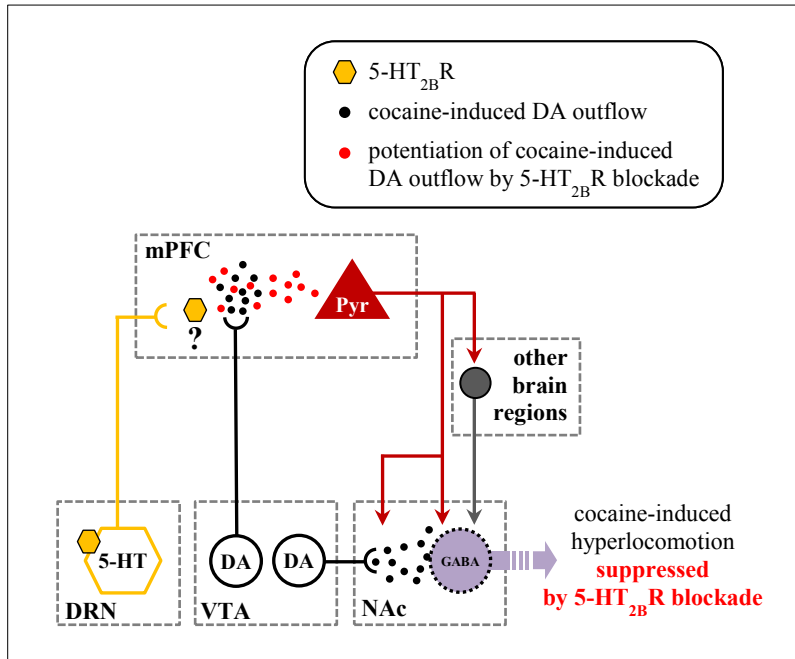 5-HT2BR
cocaine-induced DA outflow
potentiation of cocaine-induced
DA outflow by 5-HT2BR blockade
mPFC
Pyr
?
other
brain
regions
5-HT
DRN
DA
DA
VTA
GABA
NAc
cocaine-induced
hyperlocomotion
suppressed
by 5-HT2BR blockade